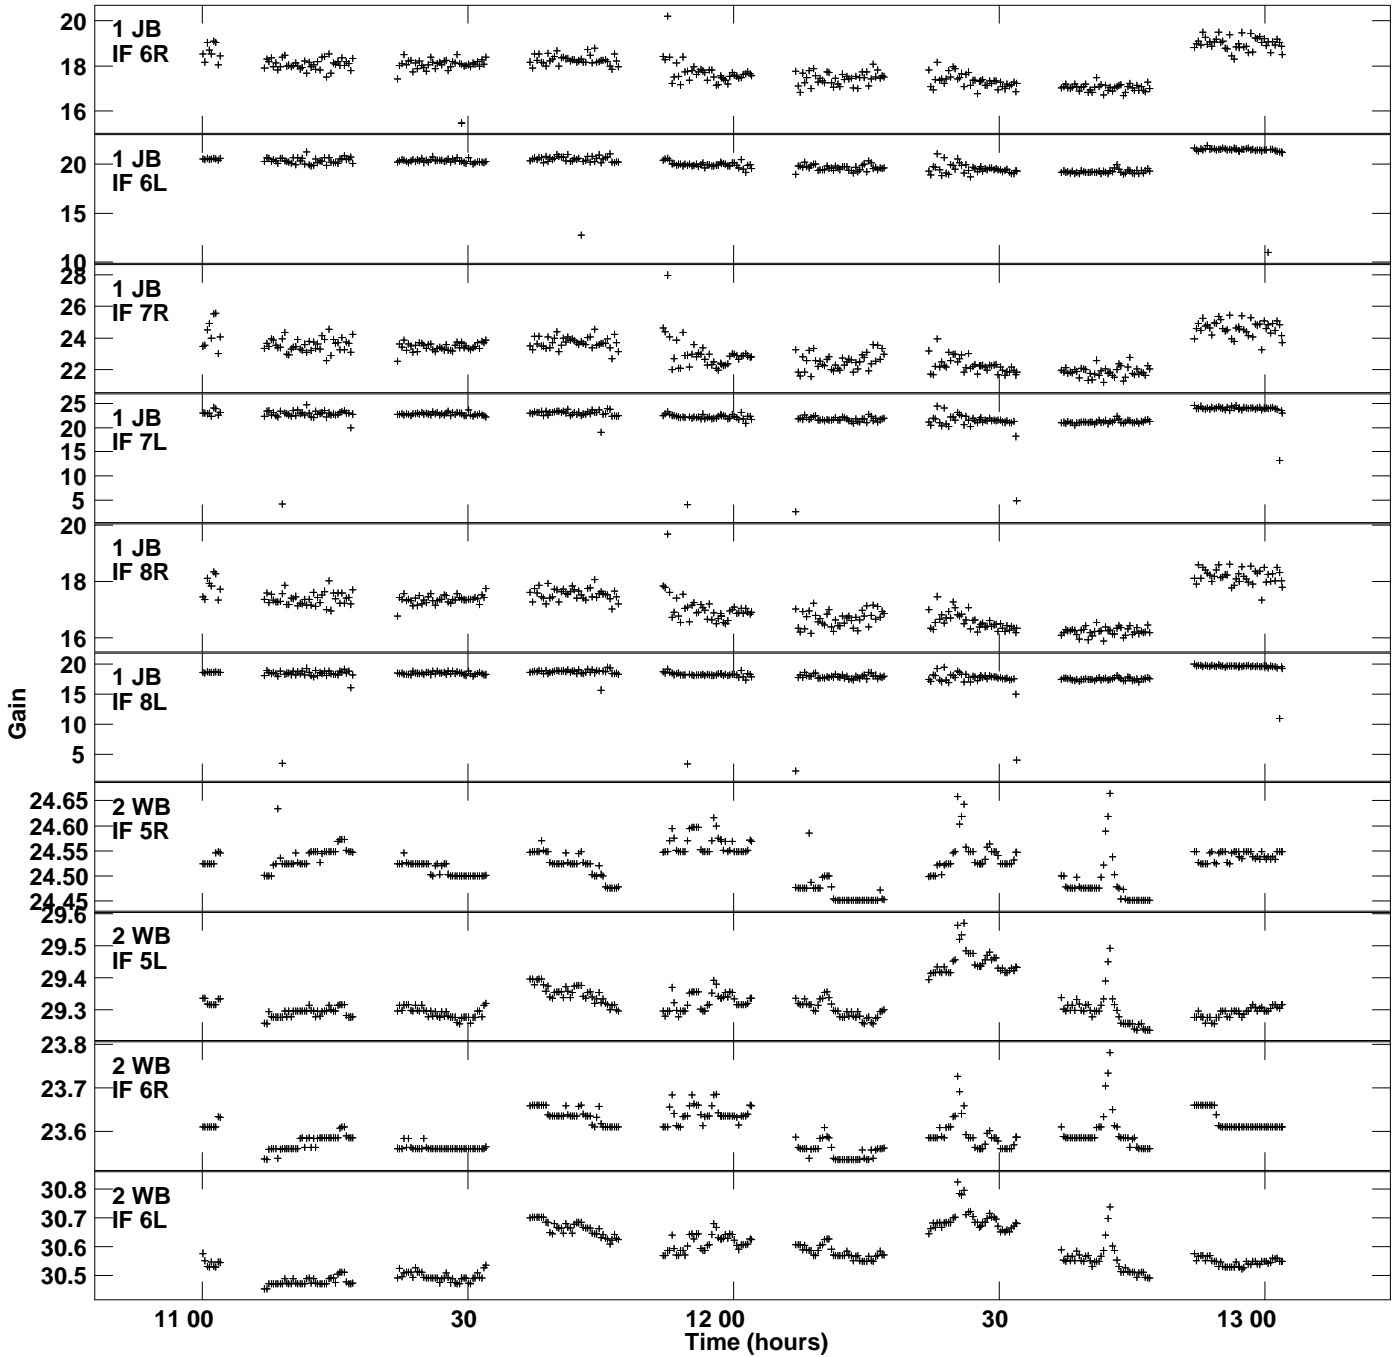 20
18
16
1 JB
IF 6R
20
15
10
1 JB
IF 6L
28
26
24
22
1 JB
IF 7R
25
20
15
10
5
1 JB
IF 7L
20
18
16
1 JB
IF 8R
20
15
10
5
1 JB
IF 8L
Gain
24.65
24.60
24.55
24.50
24.45
2 WB
IF 5R
29.6
29.5
29.4
29.3
2 WB
IF 5L
23.8
23.7
23.6
2 WB
IF 6R
30.8
30.7
30.6
30.5
2 WB
IF 6L
11 00 30 12 00 30 13 00
Time (hours)